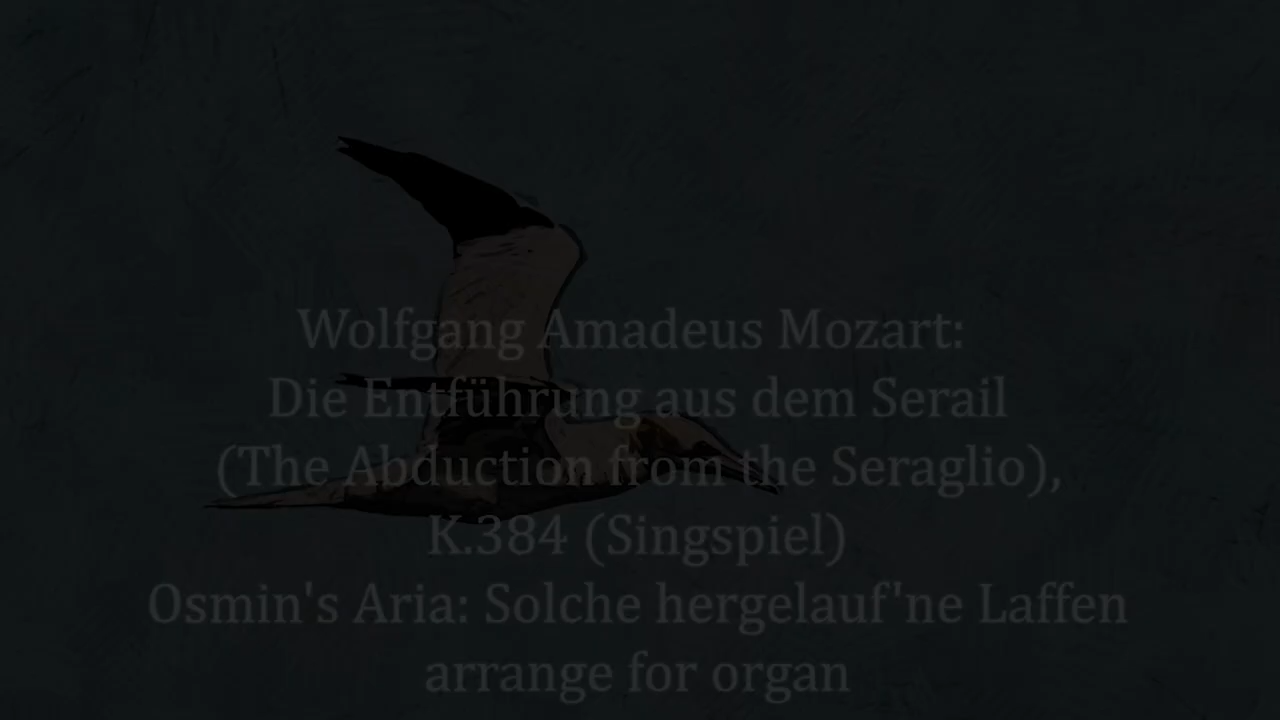 Wolfgang Amadeus Mozart:
Die Entführung aus dem Serail
(The Abduction from the Seraglio),
K.384 (Singspiel)
Osmin's Aria: Solche hergelauf'ne Laffen
arrange for organ